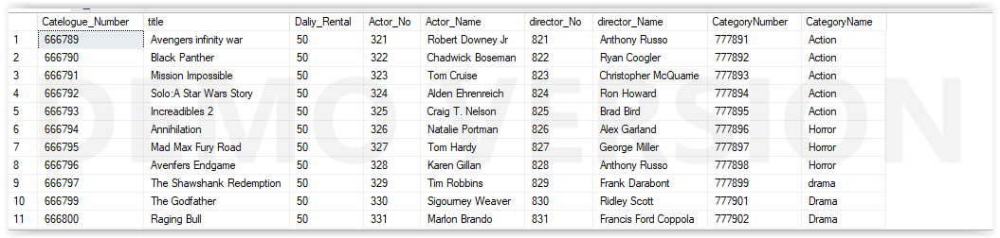 Catelogue_Number title Daliy_Rental Actor_No Actor_Name director_No director_Name CategoryNumber CategoryName
1 666789 Avengers infinity war 50 321 Robert Downey Jr 821 Anthony Russo 777891 Action
2 666790 Black Panther 50 322 Chadwick Boseman 822 Ryan Coogler 777892 Action
3 666791 Mission Impossible 50 323 Tom Cruise 823 Christopher McQuarrie 777893 Action
4 666792 Solo:A Star Wars Story 50 324 Alden Ehrenreich 824 Ron Howard 777894 Action
5 666793 Increadibles 2 50 325 Craig T. Nelson 825 Brad Bird 777895 Action
6 666794 Annihilation 50 326 Natalie Portman 826 Alex Garland 777896 Horror
7 666795 Mad Max Fury Road 50 327 Tom Hardy 827 George Miller 777897 Horror
8 666796 Avenfers Endgame 50 328 Karen Gillan 828 Anthony Russo 777898 Horror
9 666797 The Shawshank Redemption 50 329 Tim Robbins 829 Frank Darabont 777899 drama
10 666799 The Godfather 50 330 Sigourney Weaver 830 Ridley Scott 777901 Drama
11 666800 Raging Bull 50 331 Marlon Brando 831 Francis Ford Coppola 777902 Drama
DEMO VERSION